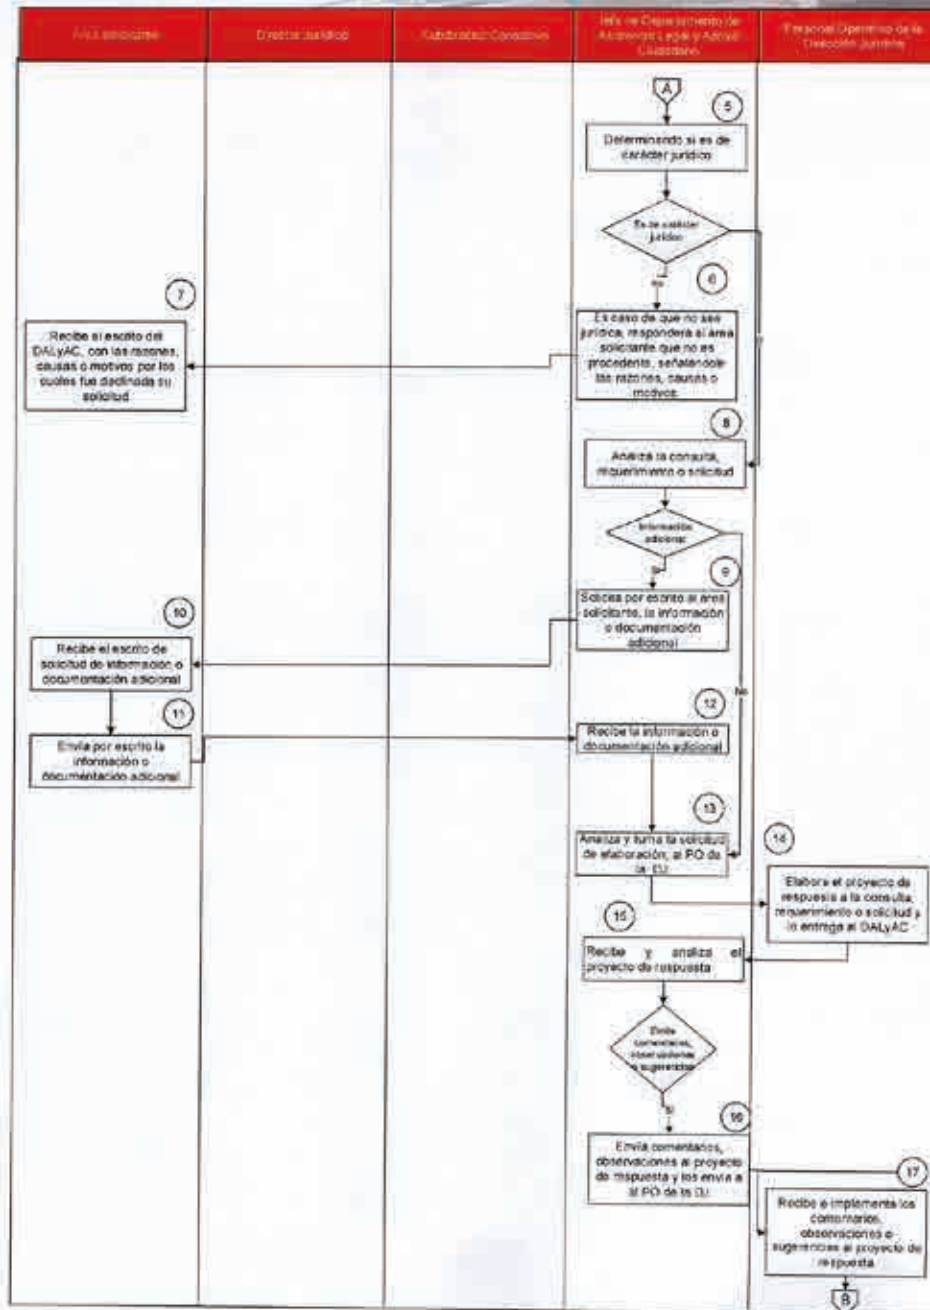 Área solicitante
Director Jurídico
Subdirector Consultivo
Jefe de Departamento de
Asistencia Legal y Apoyo
Ciudadano
Personal Operativo de la
Dirección Jurídica
A
5
Determinando si es de
carácter jurídico
Es de carácter
jurídico
No
6
7
Es caso de que no sea
jurídica, responderá al área
solicitante que no es
procedente, señalándole
las razones, causas o
motivos.
Recibe el escrito del
DALyAC, con las razones,
causas o motivos por los
cuales fue declinada su
solicitud
8
Analiza la consulta,
requerimiento o solicitud
Información
adicional
Si
9
Solicita por escrito al área
solicitante, la información
o documentación
adicional
10
Recibe el escrito de
solicitud de información o
documentación adicional
No
11
Envía por escrito la
información o
documentación adicional
12
Recibe la información o
documentación adicional
13
Analiza y turna la solicitud
de elaboración, al PO de
la DJ
14
Elabora el proyecto de
respuesta a la consulta,
requerimiento o solicitud y
lo entrega al DALyAC
15
Recibe y analiza el
proyecto de respuesta
Emite
comentarios,
observaciones
o sugerencias
Si
16
Envía comentarios,
observaciones al proyecto
de respuesta y los envía a
al PO de la DJ
17
Recibe e implementa los
comentarios,
observaciones o
sugerencias al proyecto de
respuesta
B